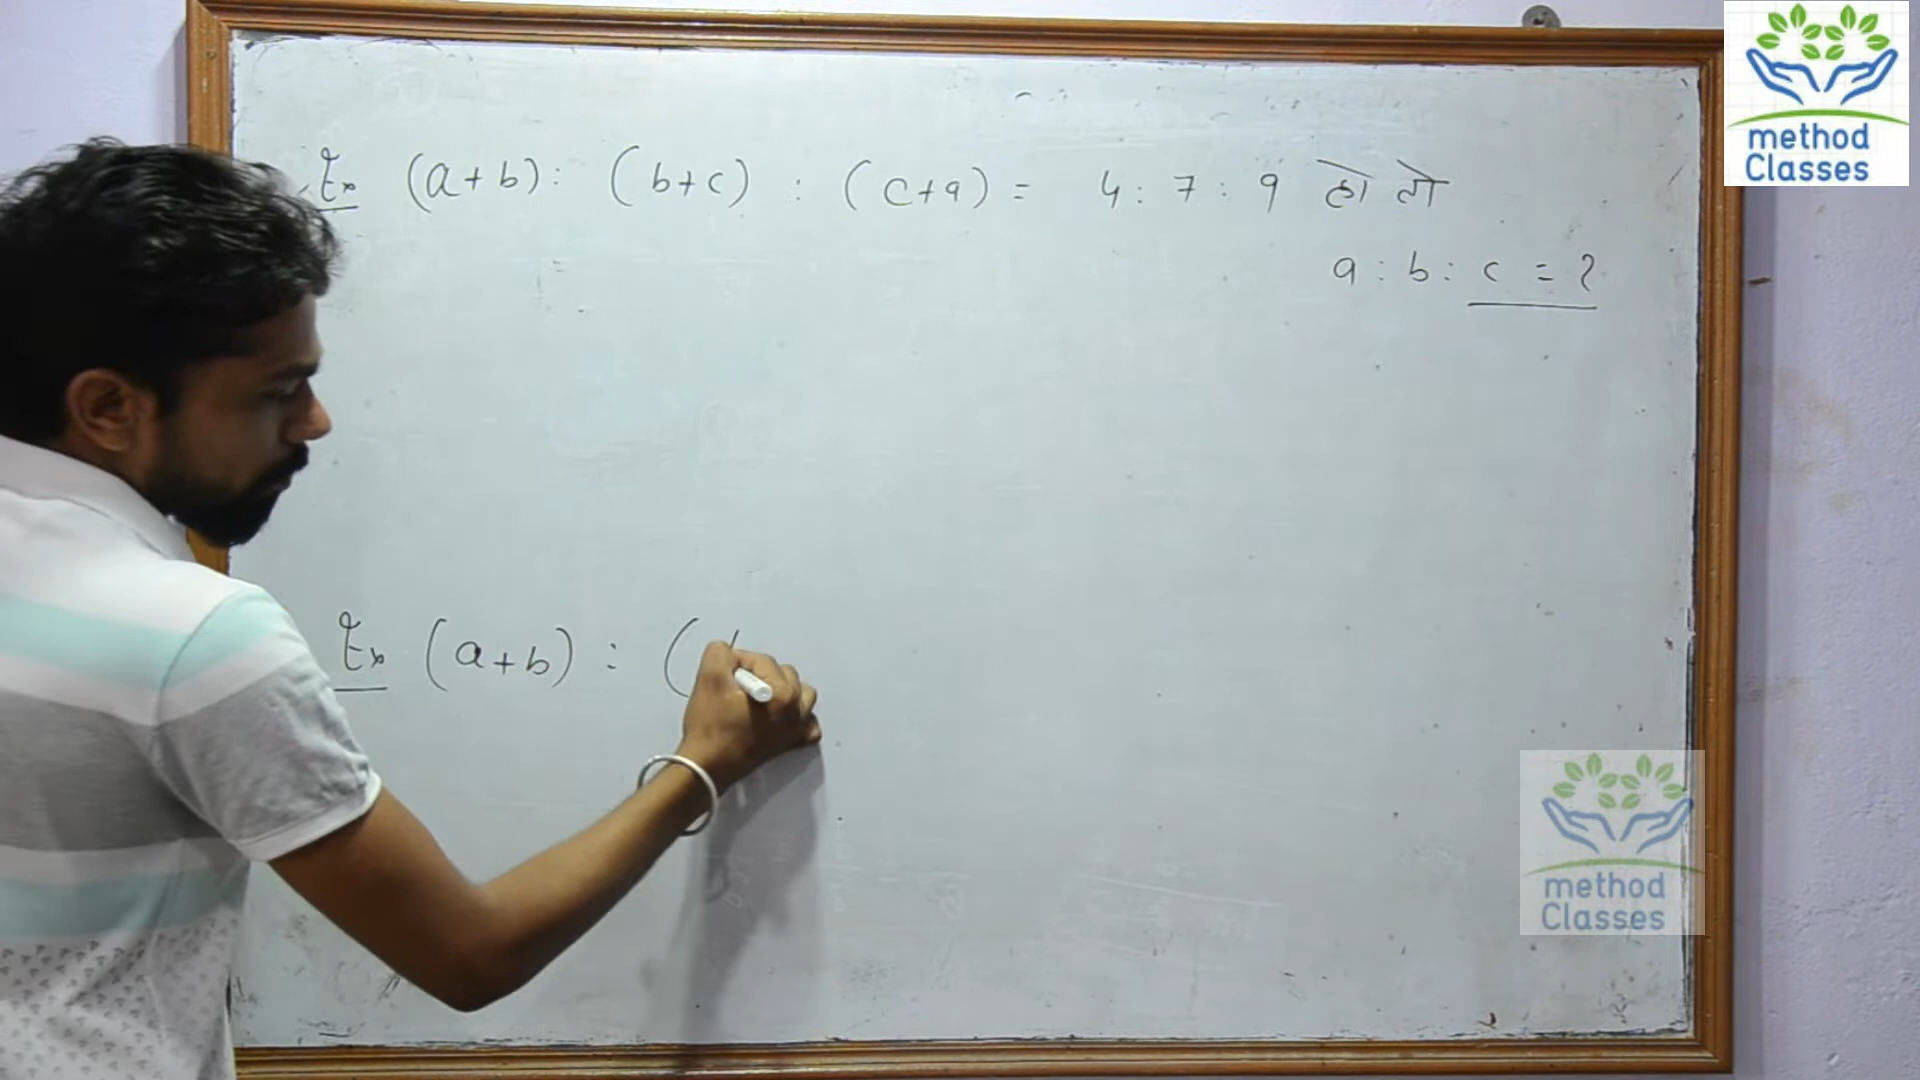 Ex (a+b) : (b+c) : (c+a) = 4 : 7 : 9 हो तो
a : b : c = ?
Ex (a+b) : (
method
Classes
method
Classes